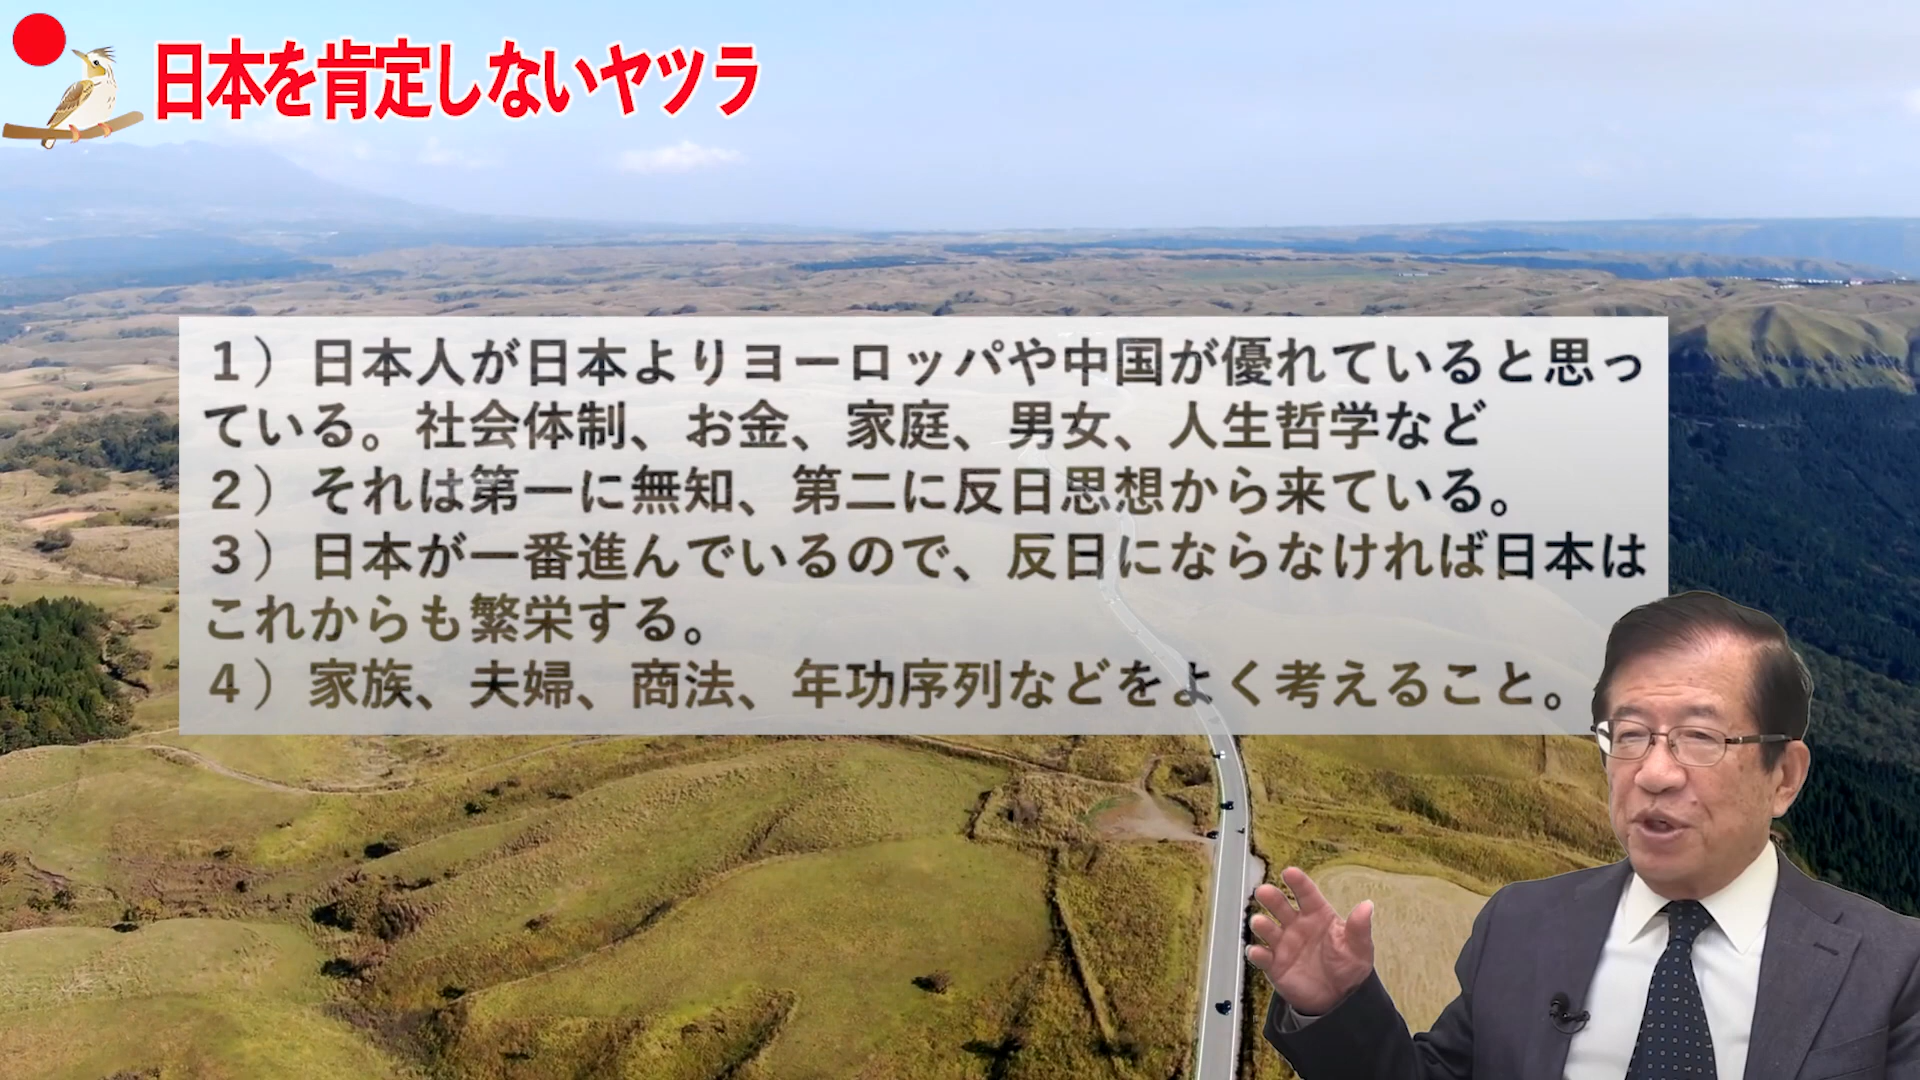 日本を肯定しないヤツラ
１）日本人が日本よりヨーロッパや中国が優れていると思っ
ている。社会体制、お金、家庭、男女、人生哲学など
２）それは第一に無知、第二に反日思想から来ている。
３）日本が一番進んでいるので、反日にならなければ日本は
これからも繁栄する。
４）家族、夫婦、商法、年功序列などをよく考えること。